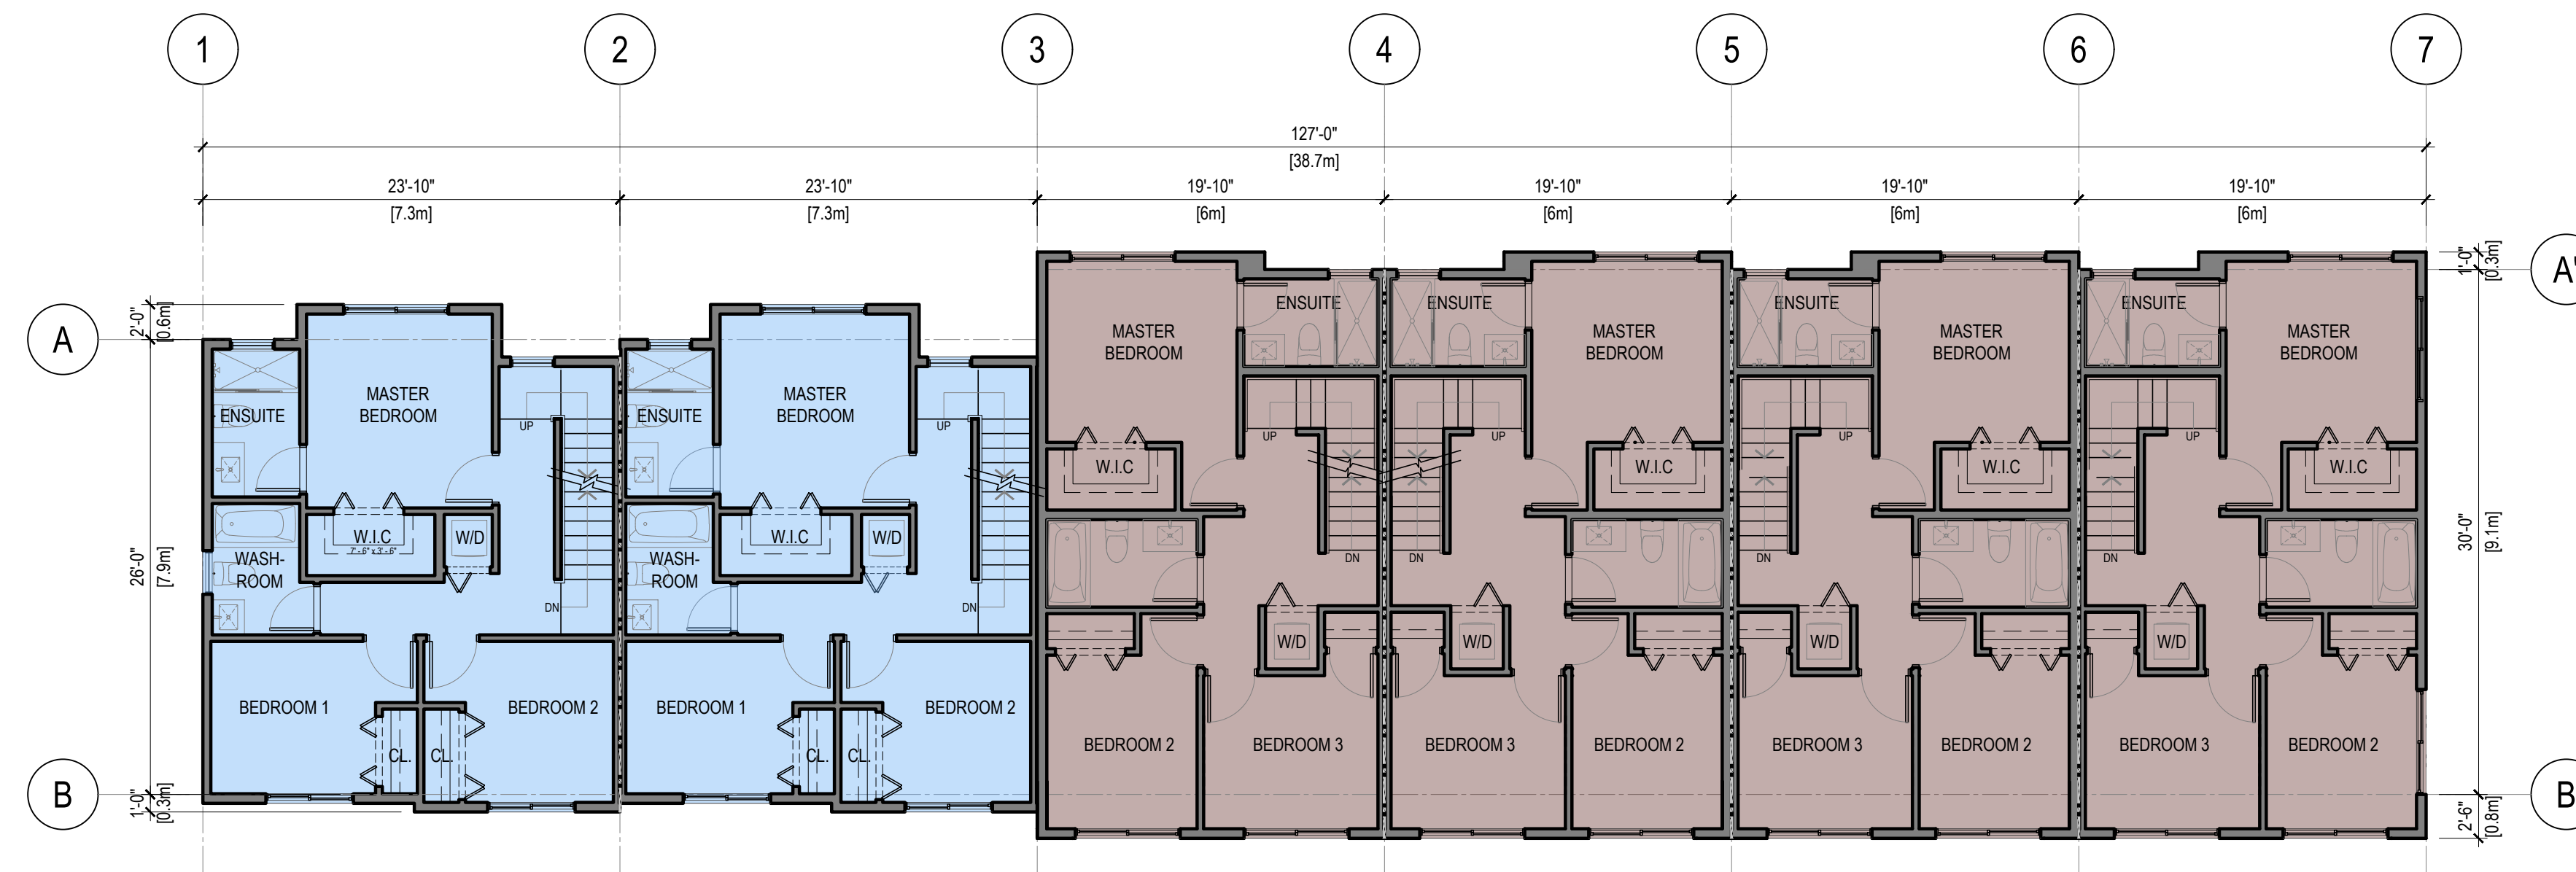 1
2
3
4
5
6
7
127'-0"
[38.7m]
23'-10"
23'-10"
19'-10"
19'-10"
19'-10"
19'-10"
[7.3m]
[7.3m]
[6m]
[6m]
[6m]
[6m]
A
A'
B
B
2'-0"
[0.6m]
26'-0"
[7.9m]
1'-0"
[0.3m]
1'-0"
[0.3m]
30'-0"
[9.1m]
2'-6"
[0.8m]
MASTER
BEDROOM
ENSUITE
UP
W.I.C
7'-6" x 3'-6"
W/D
WASH-
ROOM
DN
BEDROOM 1
CL.
CL.
BEDROOM 2
MASTER
BEDROOM
ENSUITE
UP
W.I.C
W/D
WASH-
ROOM
DN
BEDROOM 1
CL.
CL.
BEDROOM 2
MASTER
BEDROOM
ENSUITE
UP
W.I.C
DN
W/D
BEDROOM 2
BEDROOM 3
ENSUITE
MASTER
BEDROOM
UP
W.I.C
DN
W/D
BEDROOM 3
BEDROOM 2
ENSUITE
MASTER
BEDROOM
UP
W.I.C
DN
W/D
BEDROOM 3
BEDROOM 2
ENSUITE
MASTER
BEDROOM
UP
W.I.C
DN
W/D
BEDROOM 3
BEDROOM 2